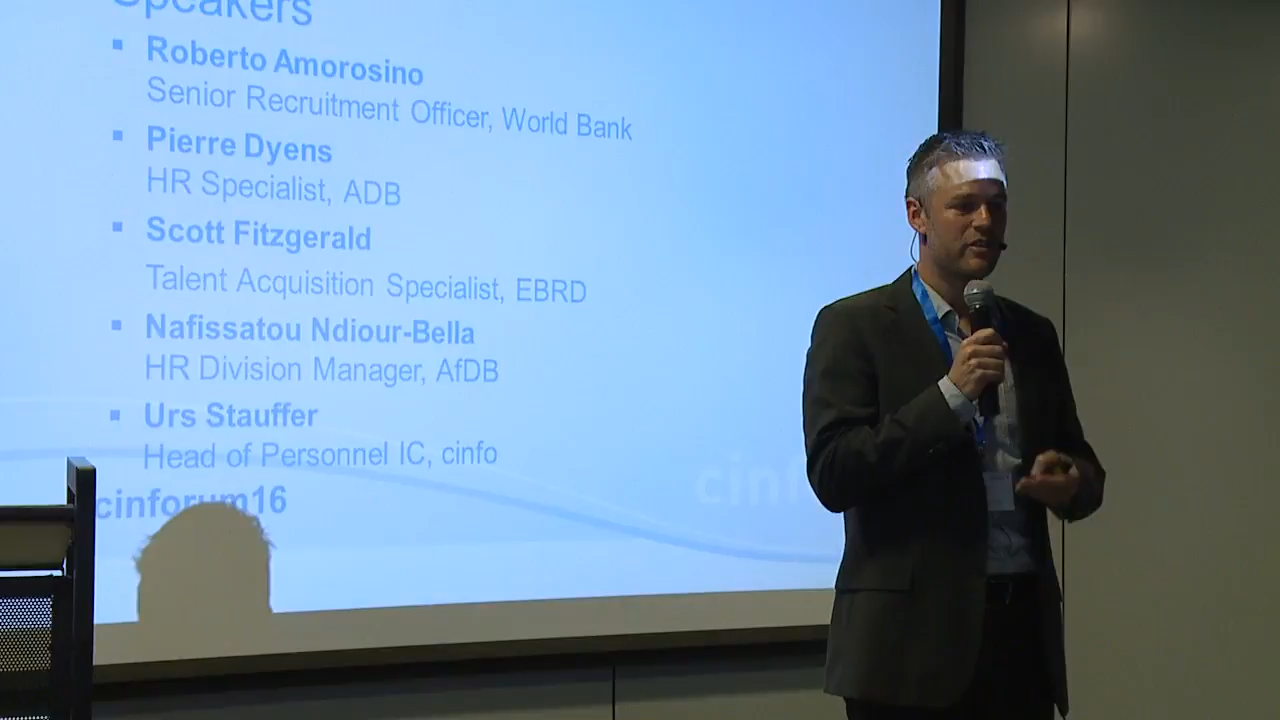 Speakers
Roberto Amorosino
Senior Recruitment Officer, World Bank
Pierre Dyens
HR Specialist, ADB
Scott Fitzgerald
Talent Acquisition Specialist, EBRD
Nafissatou Ndiour-Bella
HR Division Manager, AfDB
Urs Stauffer
Head of Personnel IC, cinfo
cinforum16
cinf